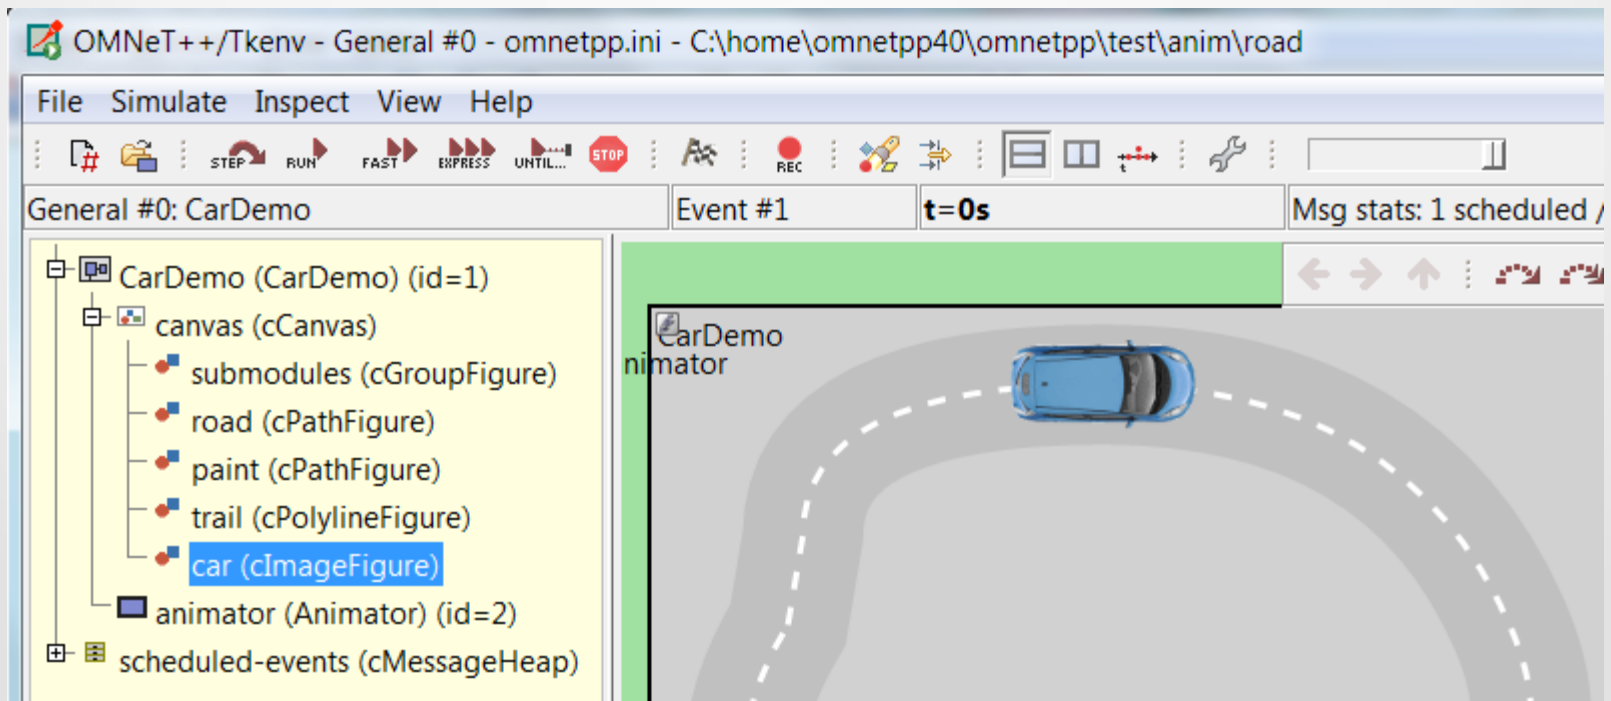 OMNeT++/Tkenv - General #0 - omnetpp.ini - C:\home\omnetpp40\omnetpp\test\anim\road
File Simulate Inspect View Help
# STEP RUN FAST EXPRESS UNTIL... STOP REC t
General #0: CarDemo Event #1 t=0s Msg stats: 1 scheduled /
CarDemo (CarDemo) (id=1)
canvas (cCanvas)
submodules (cGroupFigure)
road (cPathFigure)
paint (cPathFigure)
trail (cPolylineFigure)
car (cImageFigure)
animator (Animator) (id=2)
scheduled-events (cMessageHeap)
CarDemo
nimator